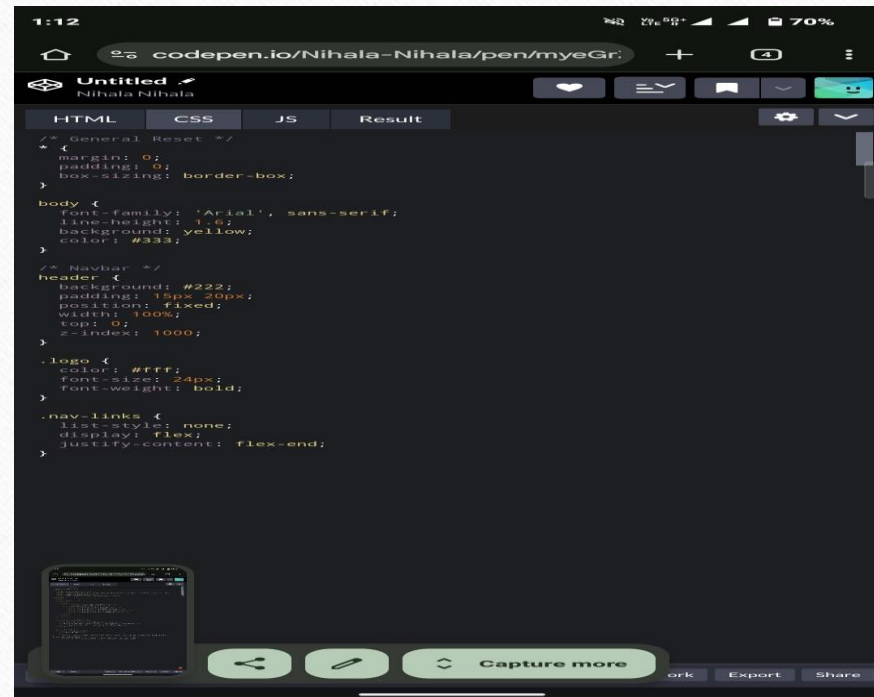 1:12
5G+ 70%
codepen.io/Nihala-Nihala/pen/myeGr
4
Untitled
Nihala Nihala
HTML CSS JS Result
/* General Reset */
* {
margin: 0;
padding: 0;
box-sizing: border-box;
}
body {
font-family: 'Arial', sans-serif;
line-height: 1.6;
background: yellow;
color: #333;
}
/* Navbar */
header {
background: #222;
padding: 15px 20px;
position: fixed;
width: 100%;
top: 0;
z-index: 1000;
}
.logo {
color: #fff;
font-size: 24px;
font-weight: bold;
}
.nav-links {
list-style: none;
display: flex;
justify-content: flex-end;
}
Capture more
ork Export Share